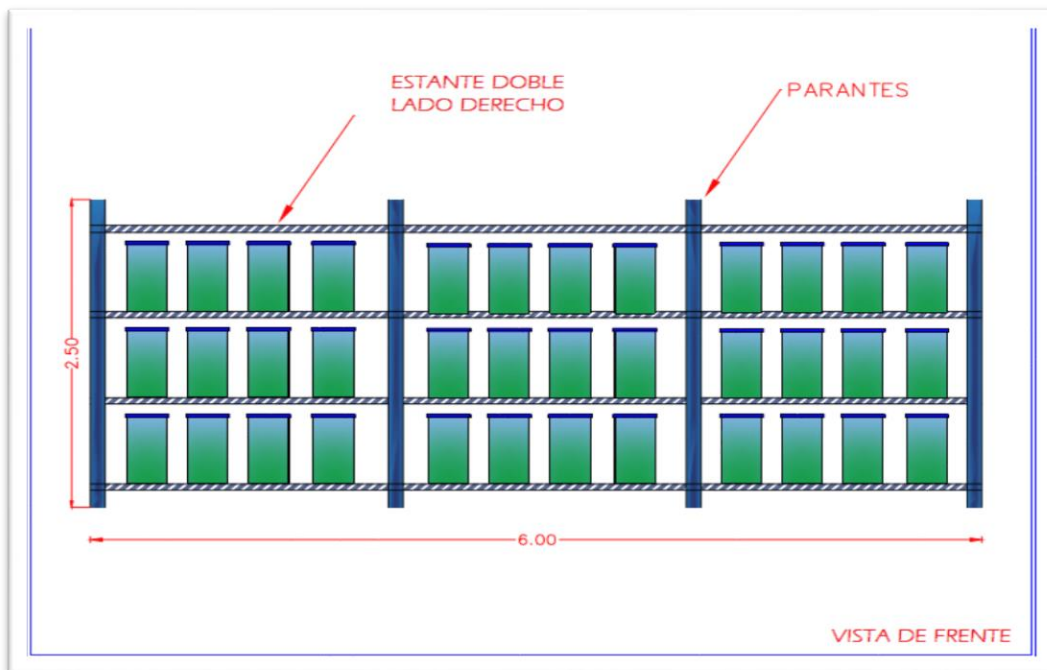 ESTANTE DOBLE
LADO DERECHO
PARANTES
2.50
6.00
VISTA DE FRENTE